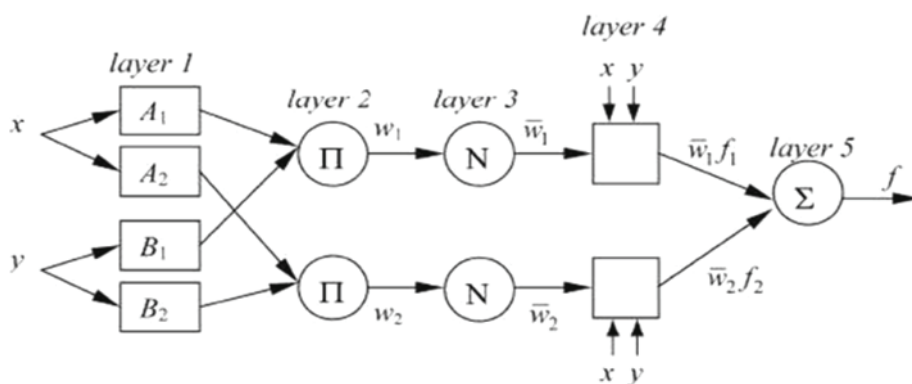 layer 4
layer 1
x y
layer 2 layer 3
x A₁ w₁ w̅₁
Π N w̅₁f₁ layer 5
A₂ Σ f
B₁
y Π N w̅₂f₂
B₂ w₂ w̅₂
x y